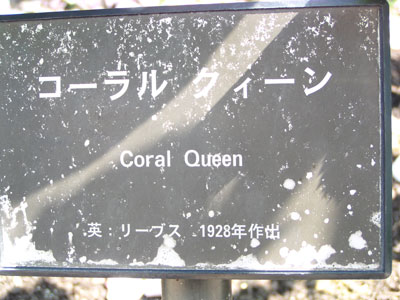 コーラル クィーン
Coral Queen
英:リーブス 1928年作出